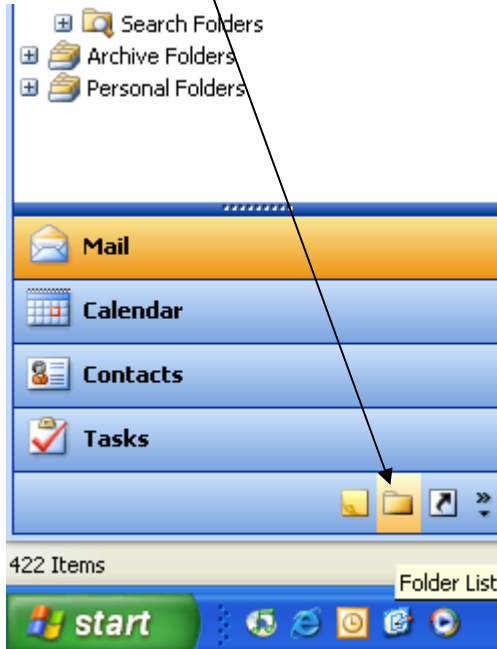 Search Folders
Archive Folders
Personal Folders
Mail
Calendar
Contacts
Tasks
422 Items
Folder List
start